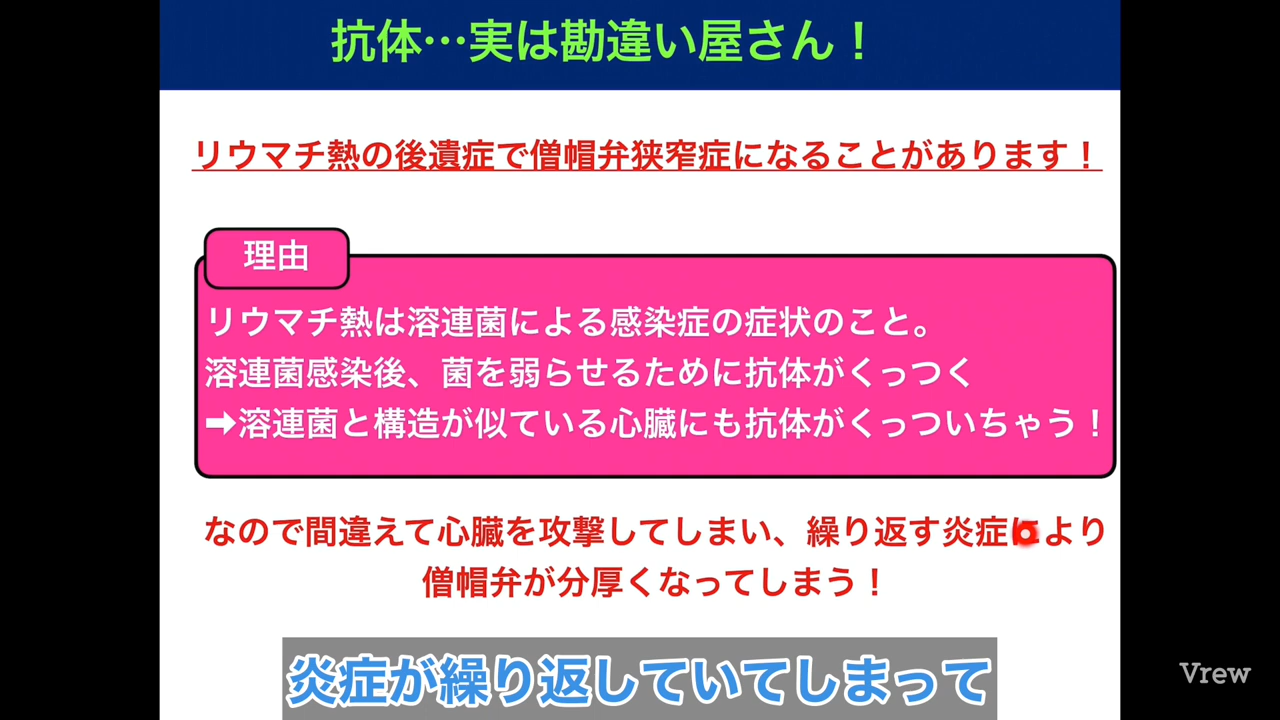 抗体…実は勘違い屋さん！
リウマチ熱の後遺症で僧帽弁狭窄症になることがあります！
理由
リウマチ熱は溶連菌による感染症の症状のこと。
溶連菌感染後、菌を弱らせるために抗体がくっつく
➡溶連菌と構造が似ている心臓にも抗体がくっついちゃう！
なので間違えて心臓を攻撃してしまい、繰り返す炎症により
僧帽弁が分厚くなってしまう！
炎症が繰り返していてしまって
Vrew